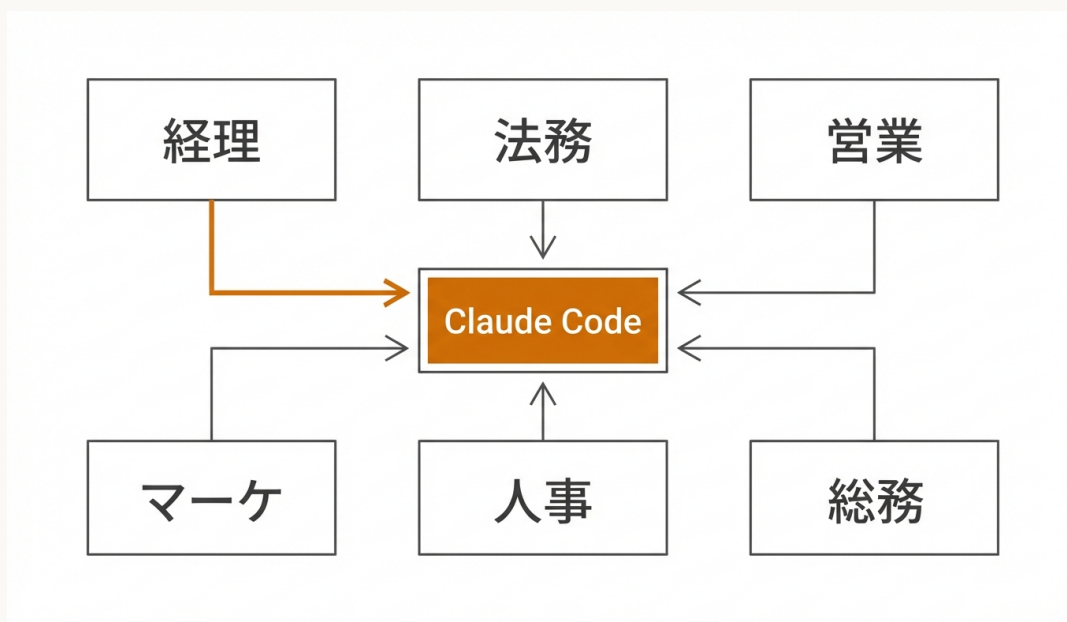 経理
法務
営業
Claude Code
マーケ
人事
総務